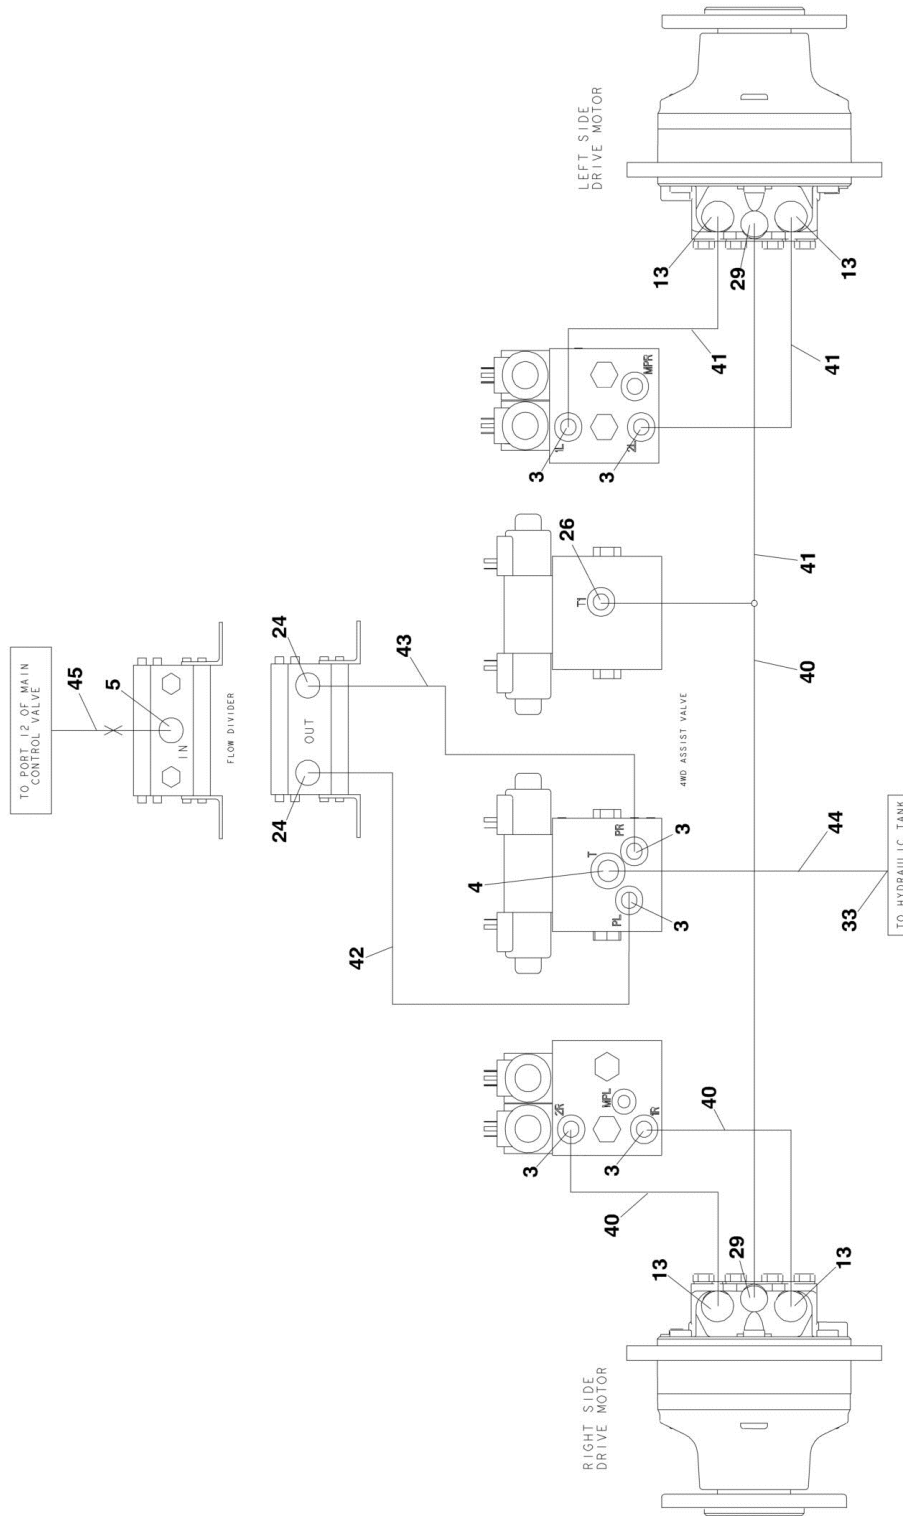 TO PORT 12 OF MAIN
CONTROL VALVE
45
5
IN
FLOW DIVIDER
24
24
OUT
43
42
LEFT SIDE
DRIVE MOTOR
13
29
13
41
41
1L
2L
MPR
3
3
26
T1
41
40
4WD ASSIST VALVE
4
T
PR
PL
3
3
44
33
TO HYDRAULIC TANK
2R
MPL
1R
3
3
40
40
13
29
13
RIGHT SIDE
DRIVE MOTOR